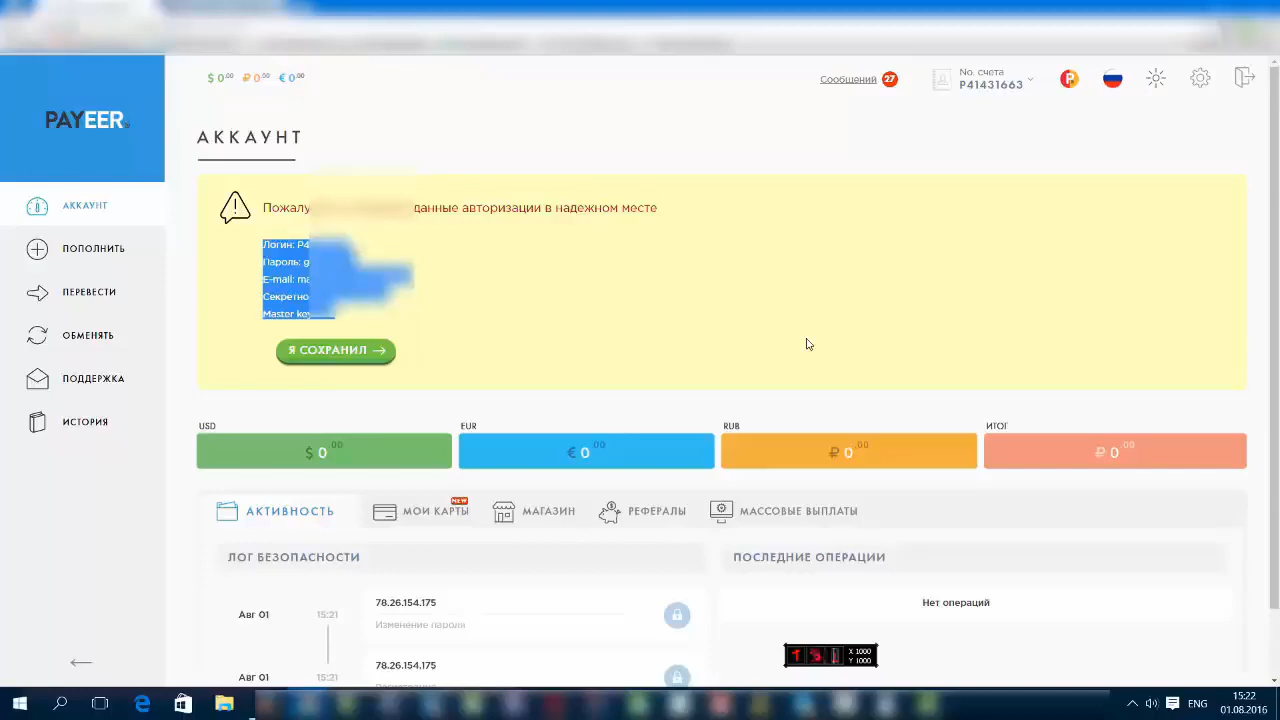 $ 0.00 ₽ 0.00 € 0.00
Сообщений 27
No. счета
P41431663
PAYEER
АККАУНТ
АККАУНТ
ПОПОЛНИТЬ
ПЕРЕВЕСТИ
ОБМЕНЯТЬ
ПОДДЕРЖКА
ИСТОРИЯ
данные авторизации в надежном месте
Логин: P4
Пароль: g
E-mail: ma
Master key
Я СОХРАНИЛ
USD EUR RUB ИТОГ
$ 0.00 € 0.00 ₽ 0.00 ₽ 0.00
АКТИВНОСТЬ МОИ КАРТЫ NEW МАГАЗИН РЕФЕРАЛЫ МАССОВЫЕ ВЫПЛАТЫ
ЛОГ БЕЗОПАСНОСТИ
ПОСЛЕДНИЕ ОПЕРАЦИИ
Авг 01 15:21 78.26.154.175
Изменение пароля
Нет операций
78.26.154.175
Авг 01 15:21
X 1000
Y 1000
ENG
15:22
01.08.2016